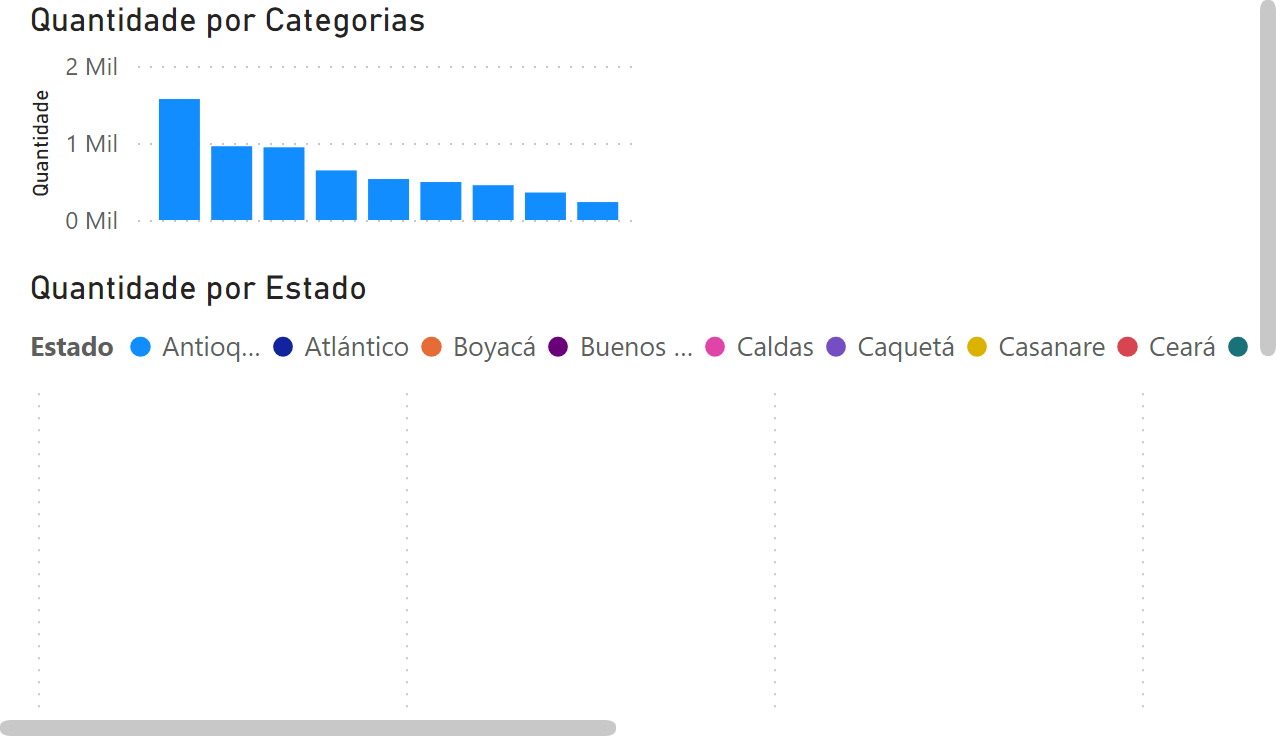 Quantidade por Categorias
2 Mil
1 Mil
0 Mil
Quantidade
Quantidade por Estado
Estado Antioq... Atlántico Boyacá Buenos ... Caldas Caquetá Casanare Ceará